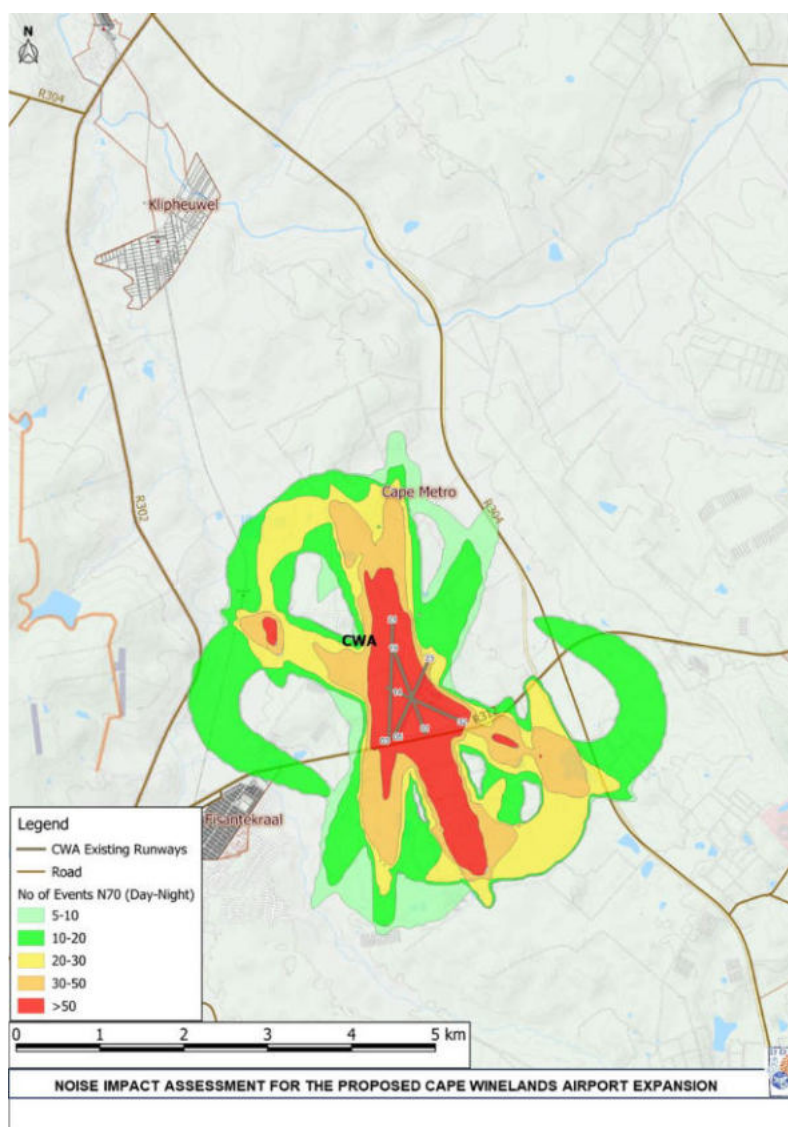 N
R304
Klipheuwel
R302
Cape Metro
R304
CWA
R312
Fisantekraal
Legend
CWA Existing Runways
Road
No of Events N70 (Day-Night)
5-10
10-20
20-30
30-50
>50
0 1 2 3 4 5 km
NOISE IMPACT ASSESSMENT FOR THE PROPOSED CAPE WINELANDS AIRPORT EXPANSION